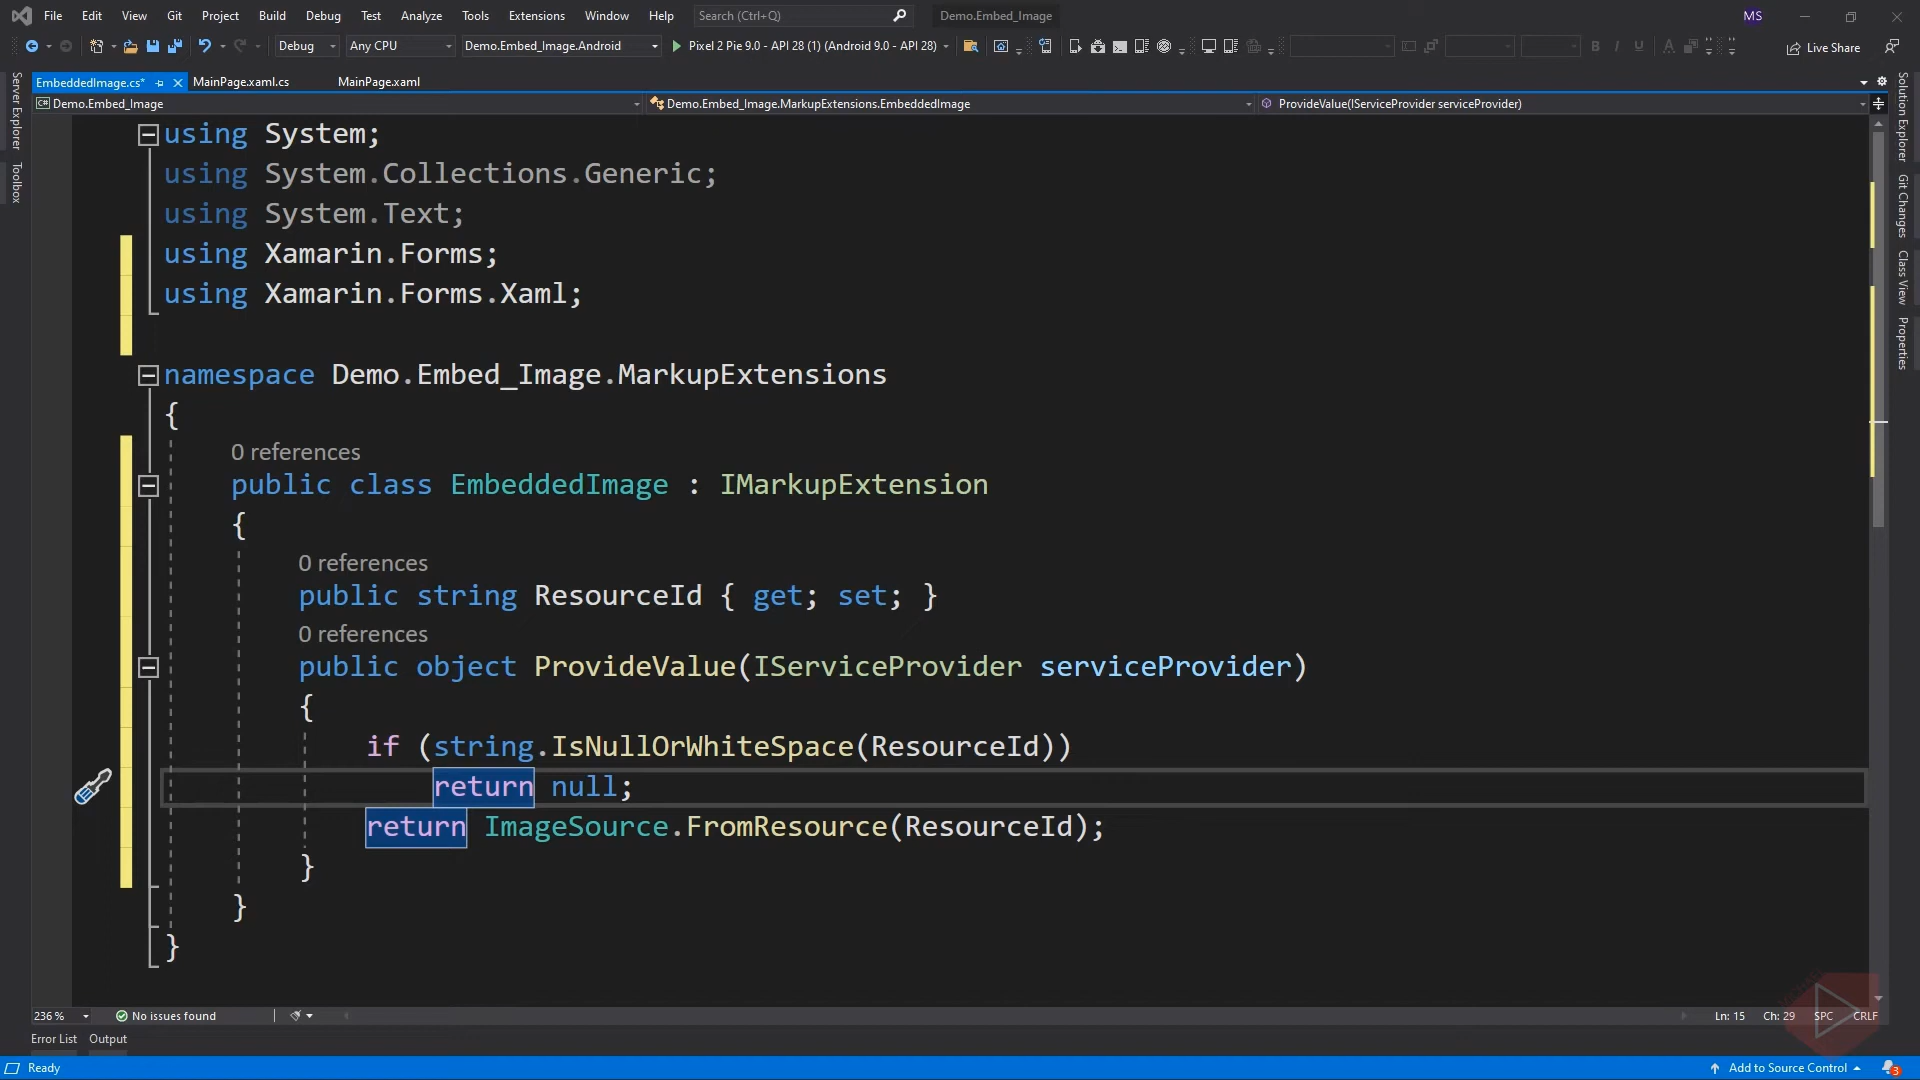 File Edit View Git Project Build Debug Test Analyze Tools Extensions Window Help Search (Ctrl+Q) Demo.Embed_Image MS
Debug Any CPU Demo.Embed_Image.Android Pixel 2 Pie 9.0 - API 28 (1) (Android 9.0 - API 28) Live Share
EmbeddedImage.cs* MainPage.xaml.cs MainPage.xaml
Demo.Embed_Image Demo.Embed_Image.MarkupExtensions.EmbeddedImage ProvideValue(IServiceProvider serviceProvider)
Server Explorer
Toolbox
using System;
using System.Collections.Generic;
using System.Text;
using Xamarin.Forms;
using Xamarin.Forms.Xaml;
namespace Demo.Embed_Image.MarkupExtensions
{
0 references
public class EmbeddedImage : IMarkupExtension
{
0 references
public string ResourceId { get; set; }
0 references
public object ProvideValue(IServiceProvider serviceProvider)
{
if (string.IsNullOrWhiteSpace(ResourceId))
return null;
return ImageSource.FromResource(ResourceId);
}
}
}
Solution Explorer
Git Changes
Class View
Properties
236 % No issues found Ln: 15 Ch: 29 SPC CRLF
Error List Output
Ready Add to Source Control 3